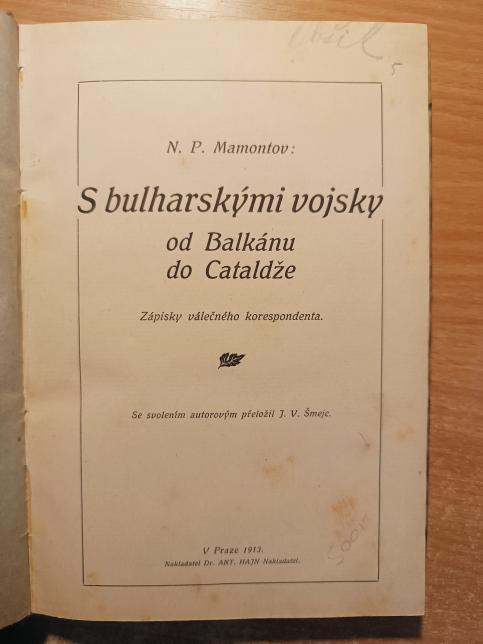 5
N. P. Mamontov:
S bulharskými vojsky
od Balkánu
do Cataldže
Zápisky válečného korespondenta.
Se svolením autorovým přeložil J. V. Šmejc.
V Praze 1913.
Nakladatel Dr. ANT. HAJN Nakladatel.